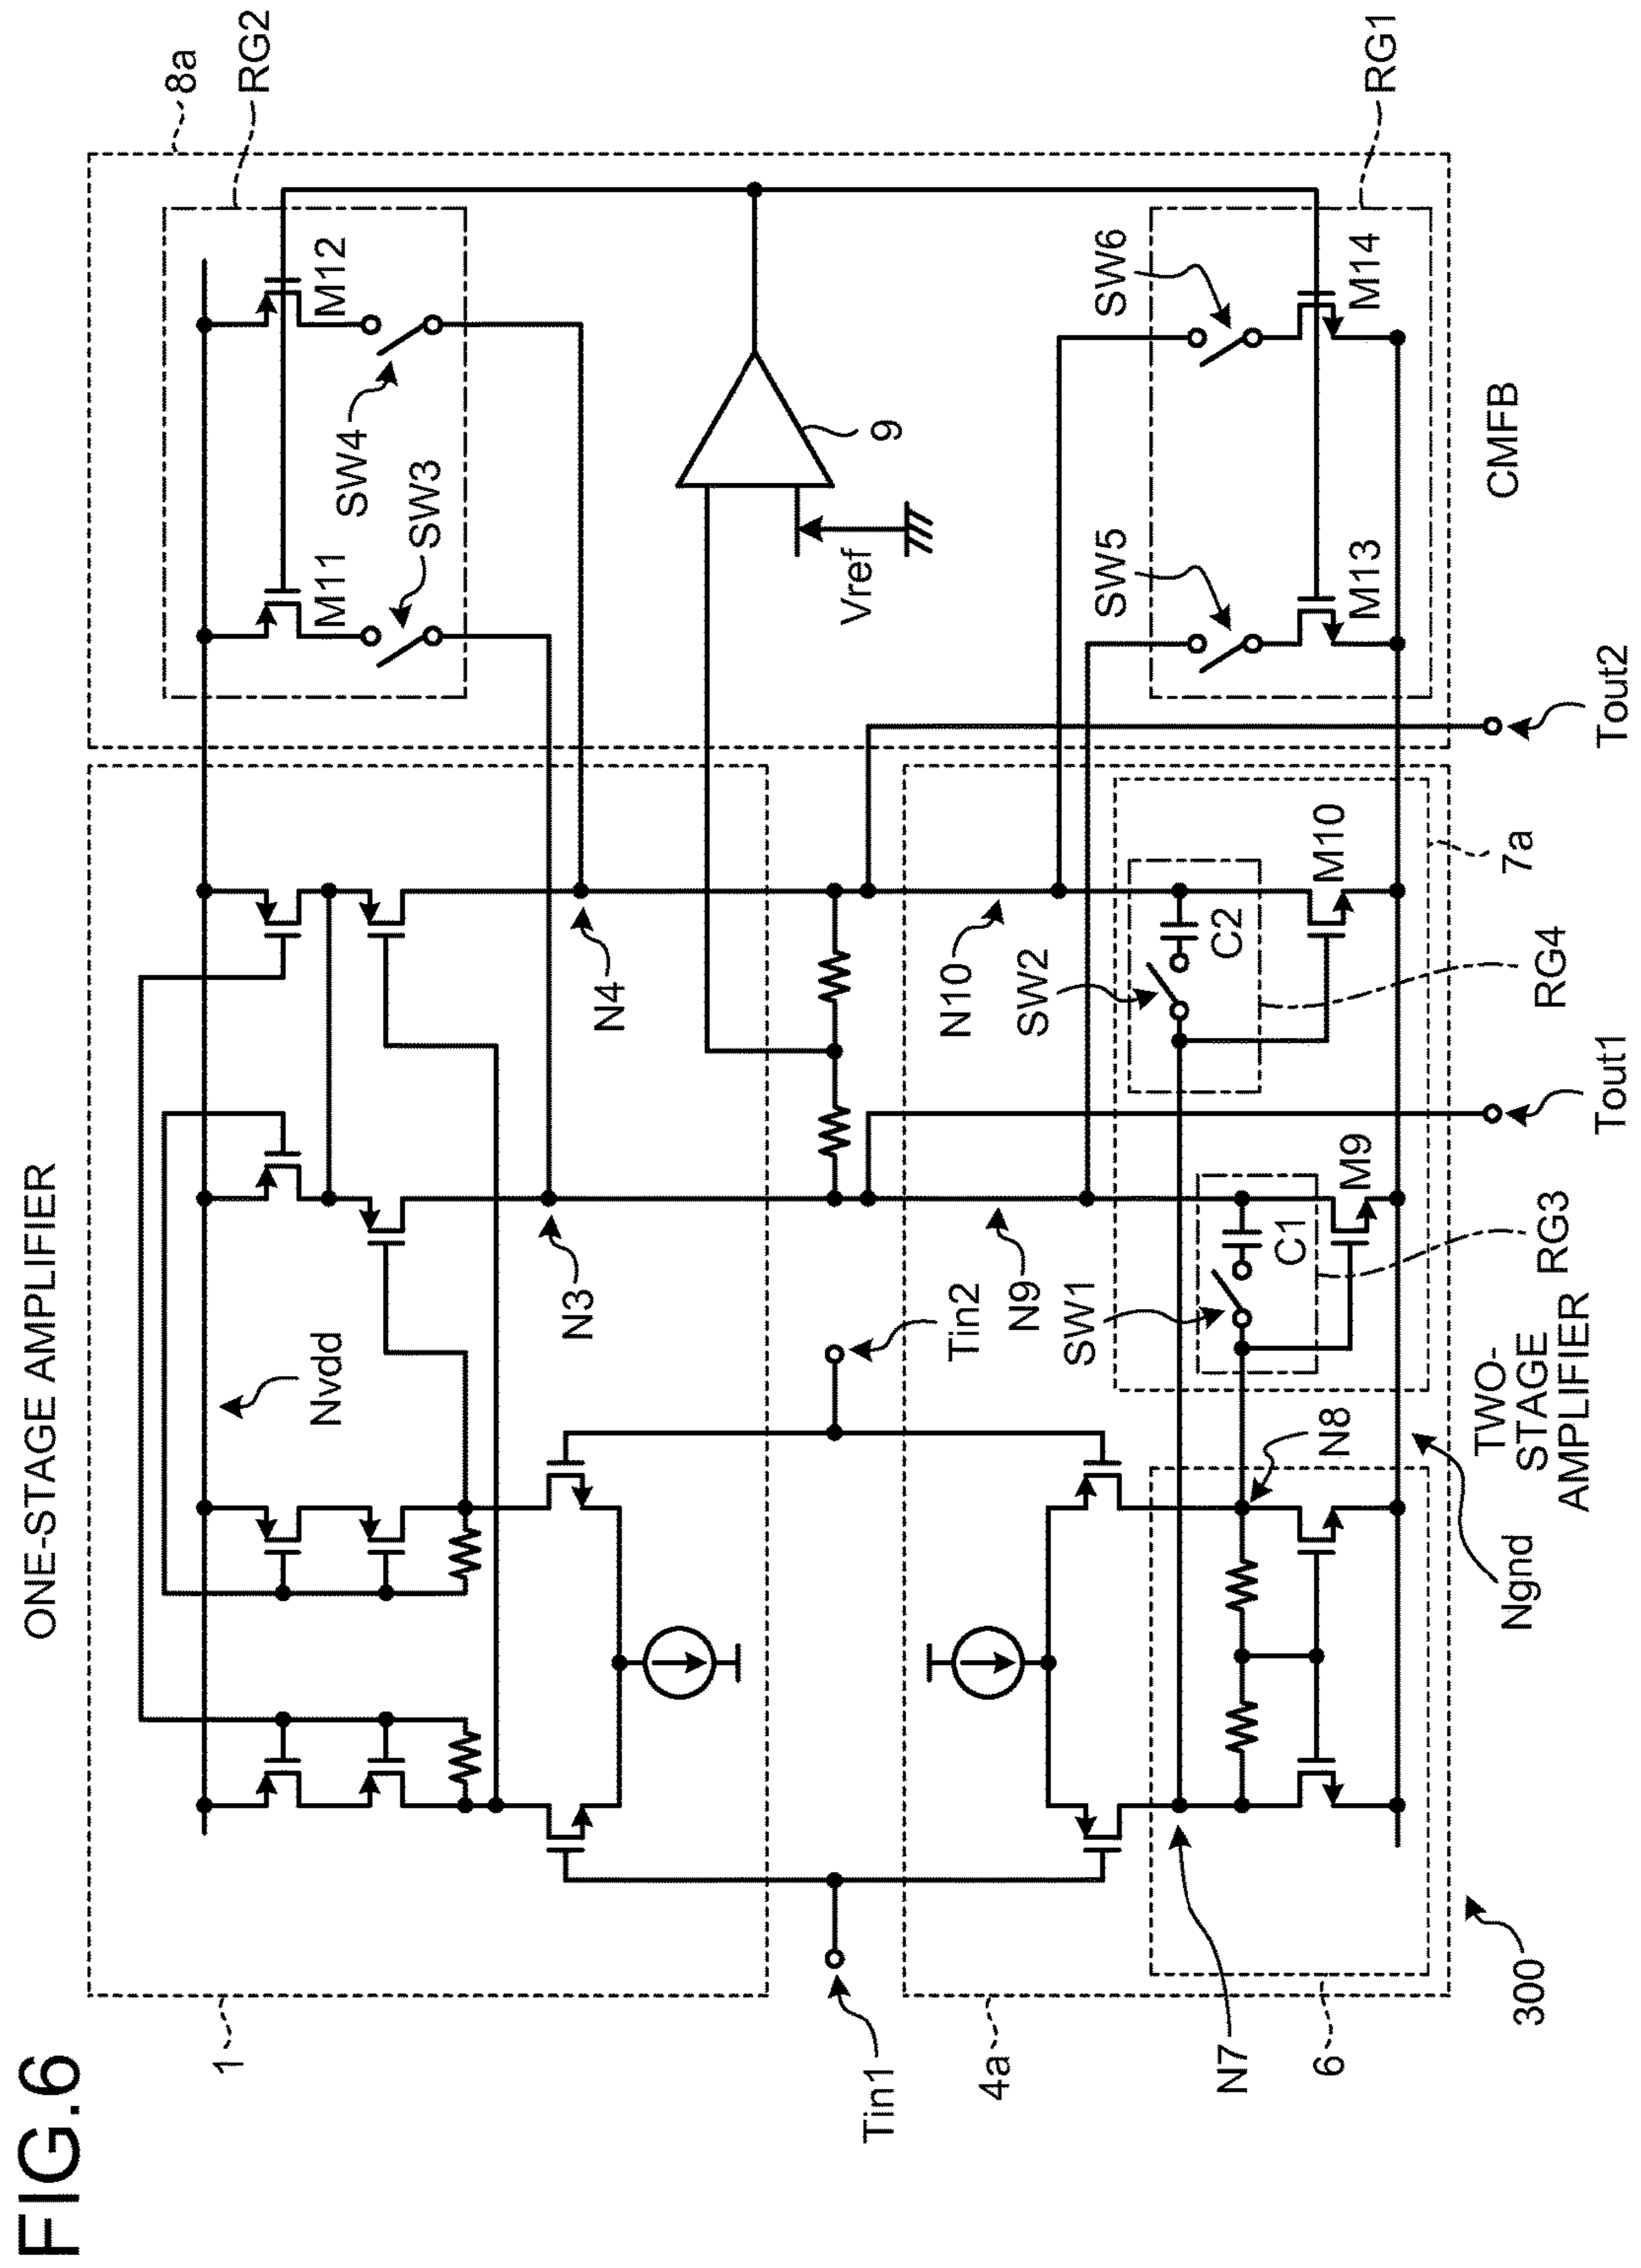 FIG.6
ONE-STAGE AMPLIFIER
1
8a
RG2
Nvdd
M11
M12
SW3
SW4
N3
N4
Tin1
Tin2
Vref
9
4a
N9
N10
SW1
SW2
SW5
SW6
N7
N8
C1
C2
M9
M10
M13
M14
6
7a
RG3
RG4
RG1
Ngnd
TWO-
STAGE
AMPLIFIER
CMFB
300
Tout1
Tout2